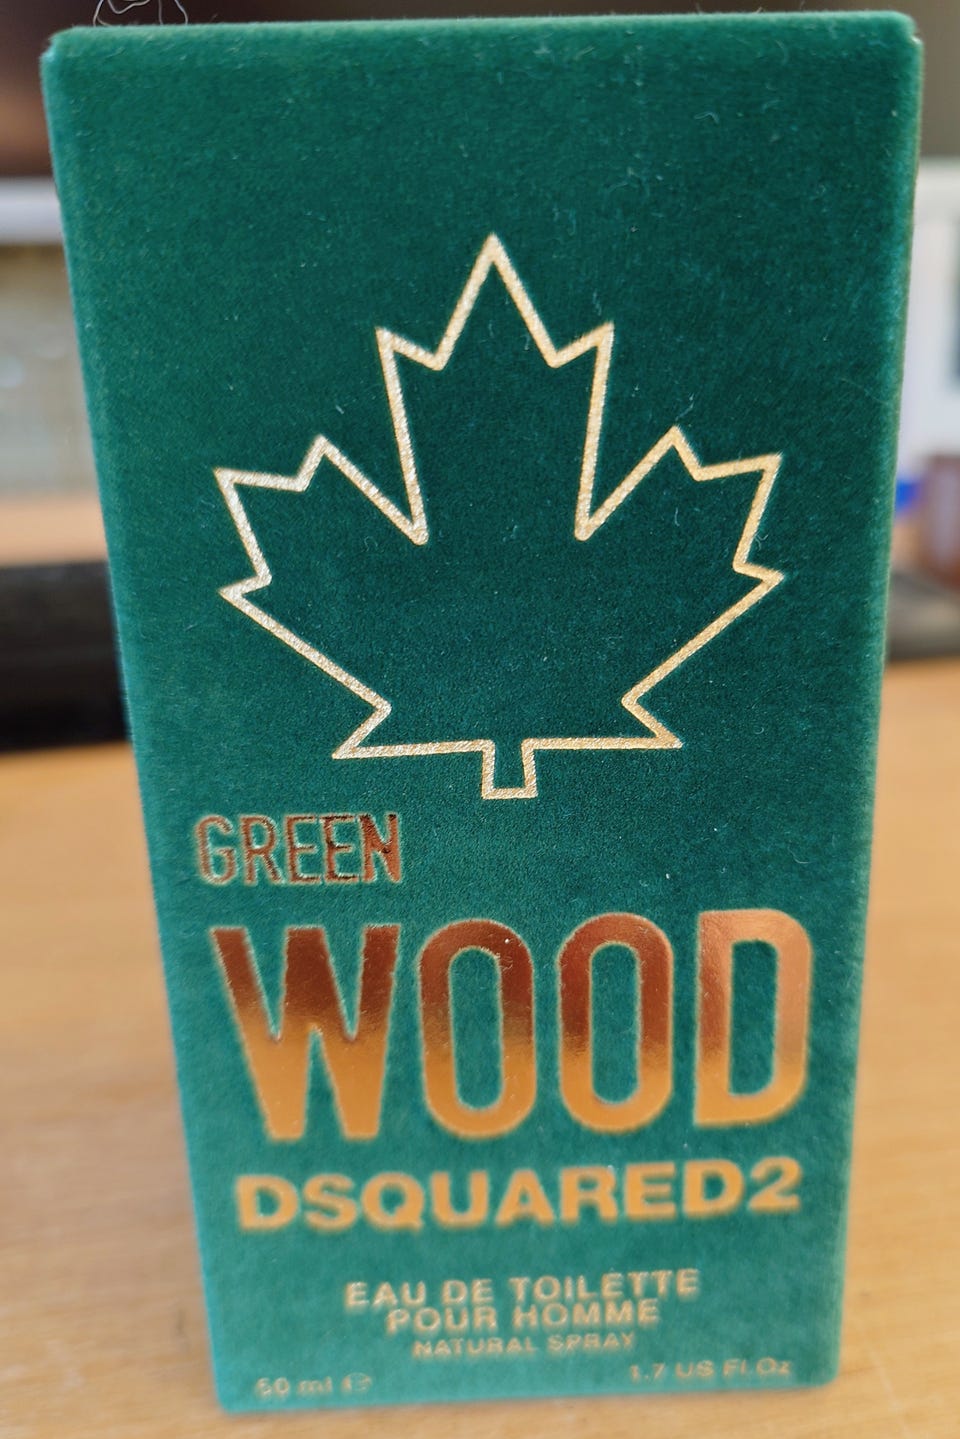 GREEN
WOOD
DSQUARED2
EAU DE TOILETTE
POUR HOMME
NATURAL SPRAY
50 ml ℮ 1.7 US Fl.Oz